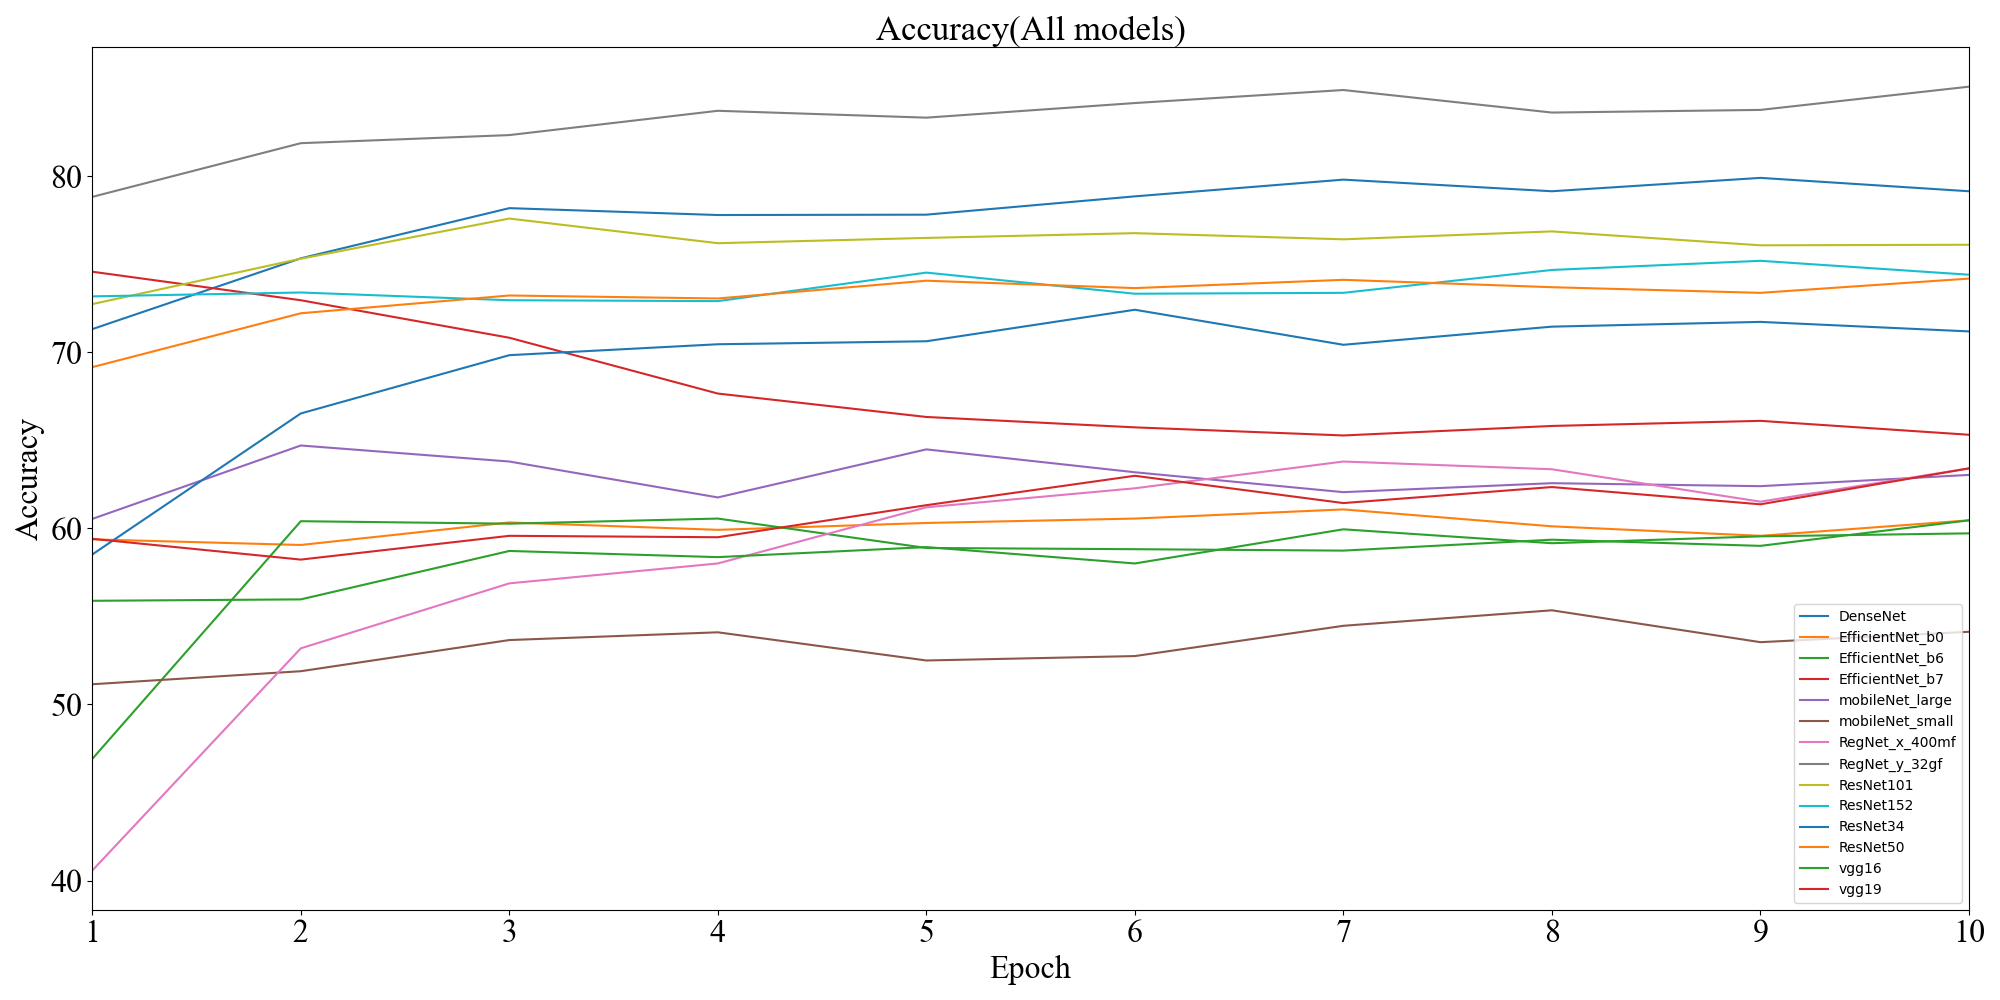 Accuracy(All models)
80
70
60
50
40
Accuracy
1 2 3 4 5 6 7 8 9 10
Epoch
DenseNet
EfficientNet_b0
EfficientNet_b6
EfficientNet_b7
mobileNet_large
mobileNet_small
RegNet_x_400mf
RegNet_y_32gf
ResNet101
ResNet152
ResNet34
ResNet50
vgg16
vgg19